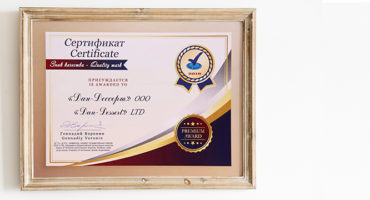 Сертификат
Certificate
Знак качества - Quality mark
ПРИСУЖДАЕТСЯ
IS AWARDED TO
«Дан-Дессерт» ООО
«Dan-Dessert» LTD
Геннадий Воронин
Gennadiy Voronin
2018
PREMIUM
AWARD